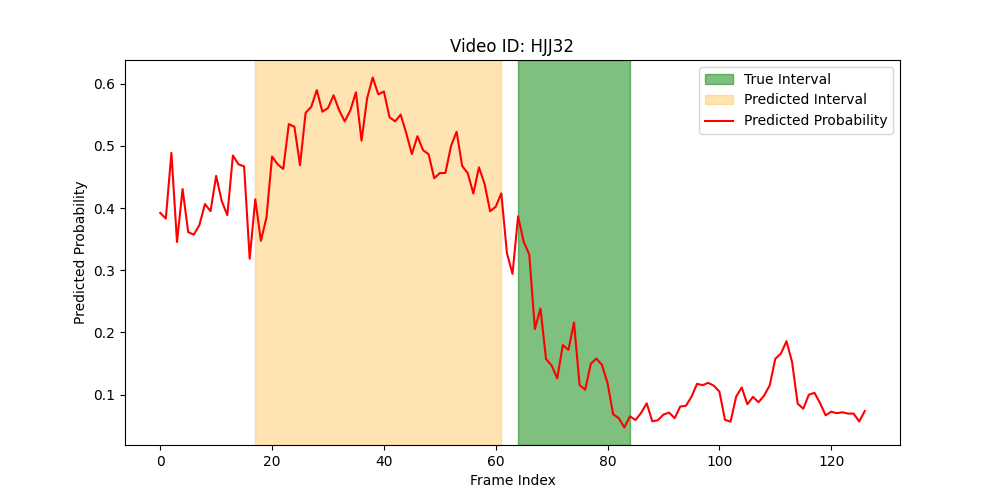 Video ID: HJJ32
True Interval
Predicted Interval
Predicted Probability
Predicted Probability
0.6
0.5
0.4
0.3
0.2
0.1
0 20 40 60 80 100 120
Frame Index